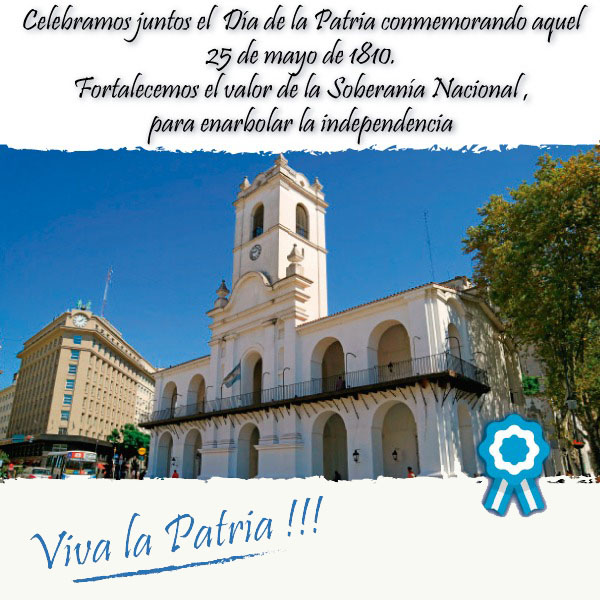 Celebramos juntos el Día de la Patria conmemorando aquel
25 de mayo de 1810.
Fortalecemos el valor de la Soberanía Nacional ,
para enarbolar la independencia
Viva la Patria !!!